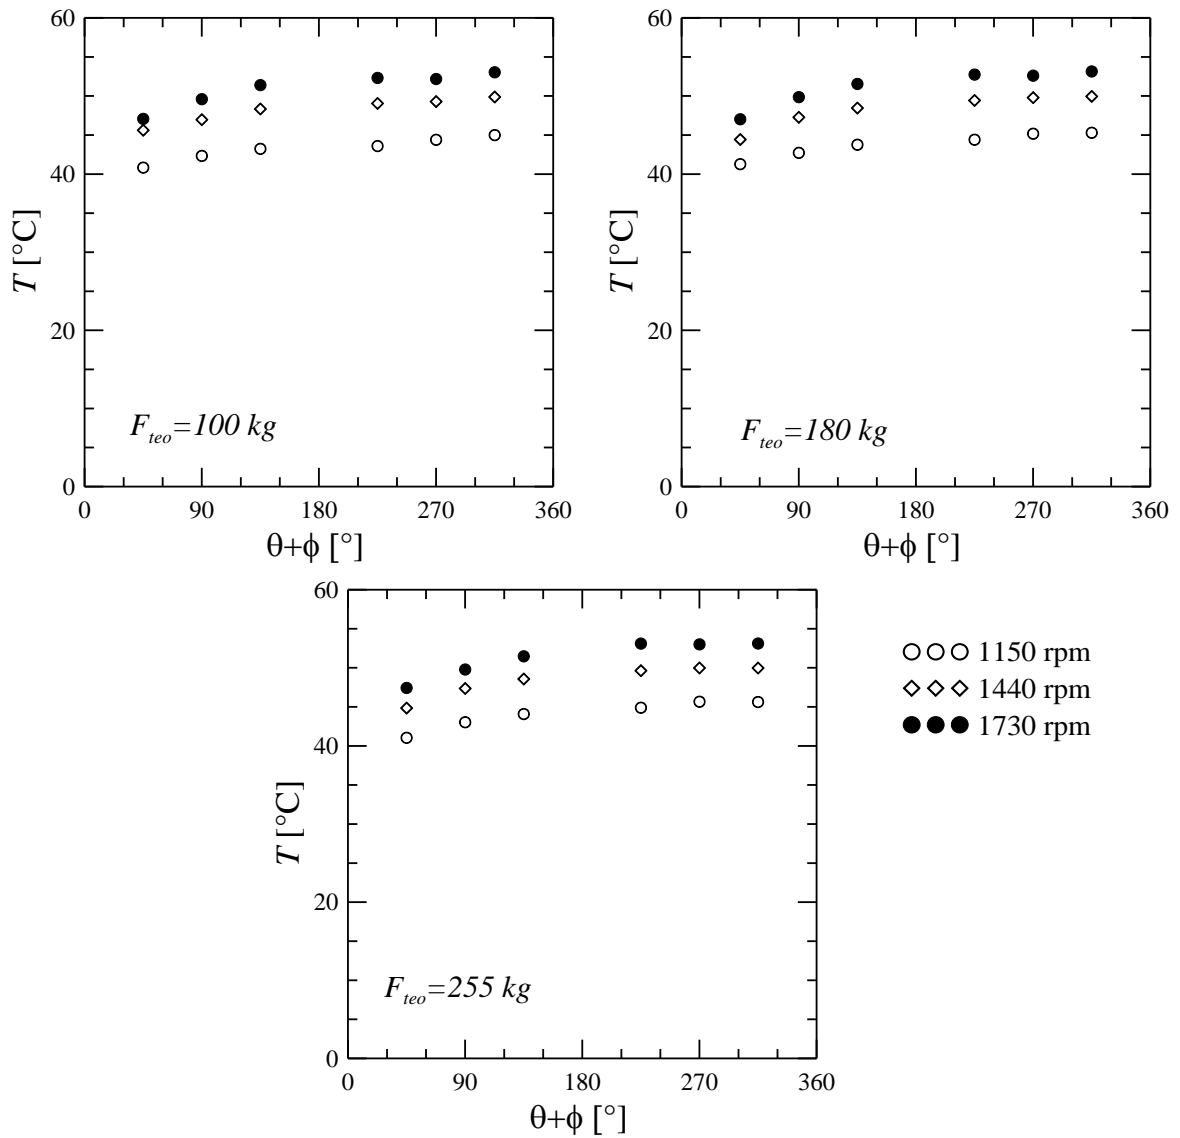 60
40
20
0
T [°C]
F_teo=100 kg
0 90 180 270 360
θ+ϕ [°]
60
40
20
0
T [°C]
F_teo=180 kg
0 90 180 270 360
θ+ϕ [°]
60
40
20
0
T [°C]
F_teo=255 kg
0 90 180 270 360
θ+ϕ [°]
1150 rpm
1440 rpm
1730 rpm